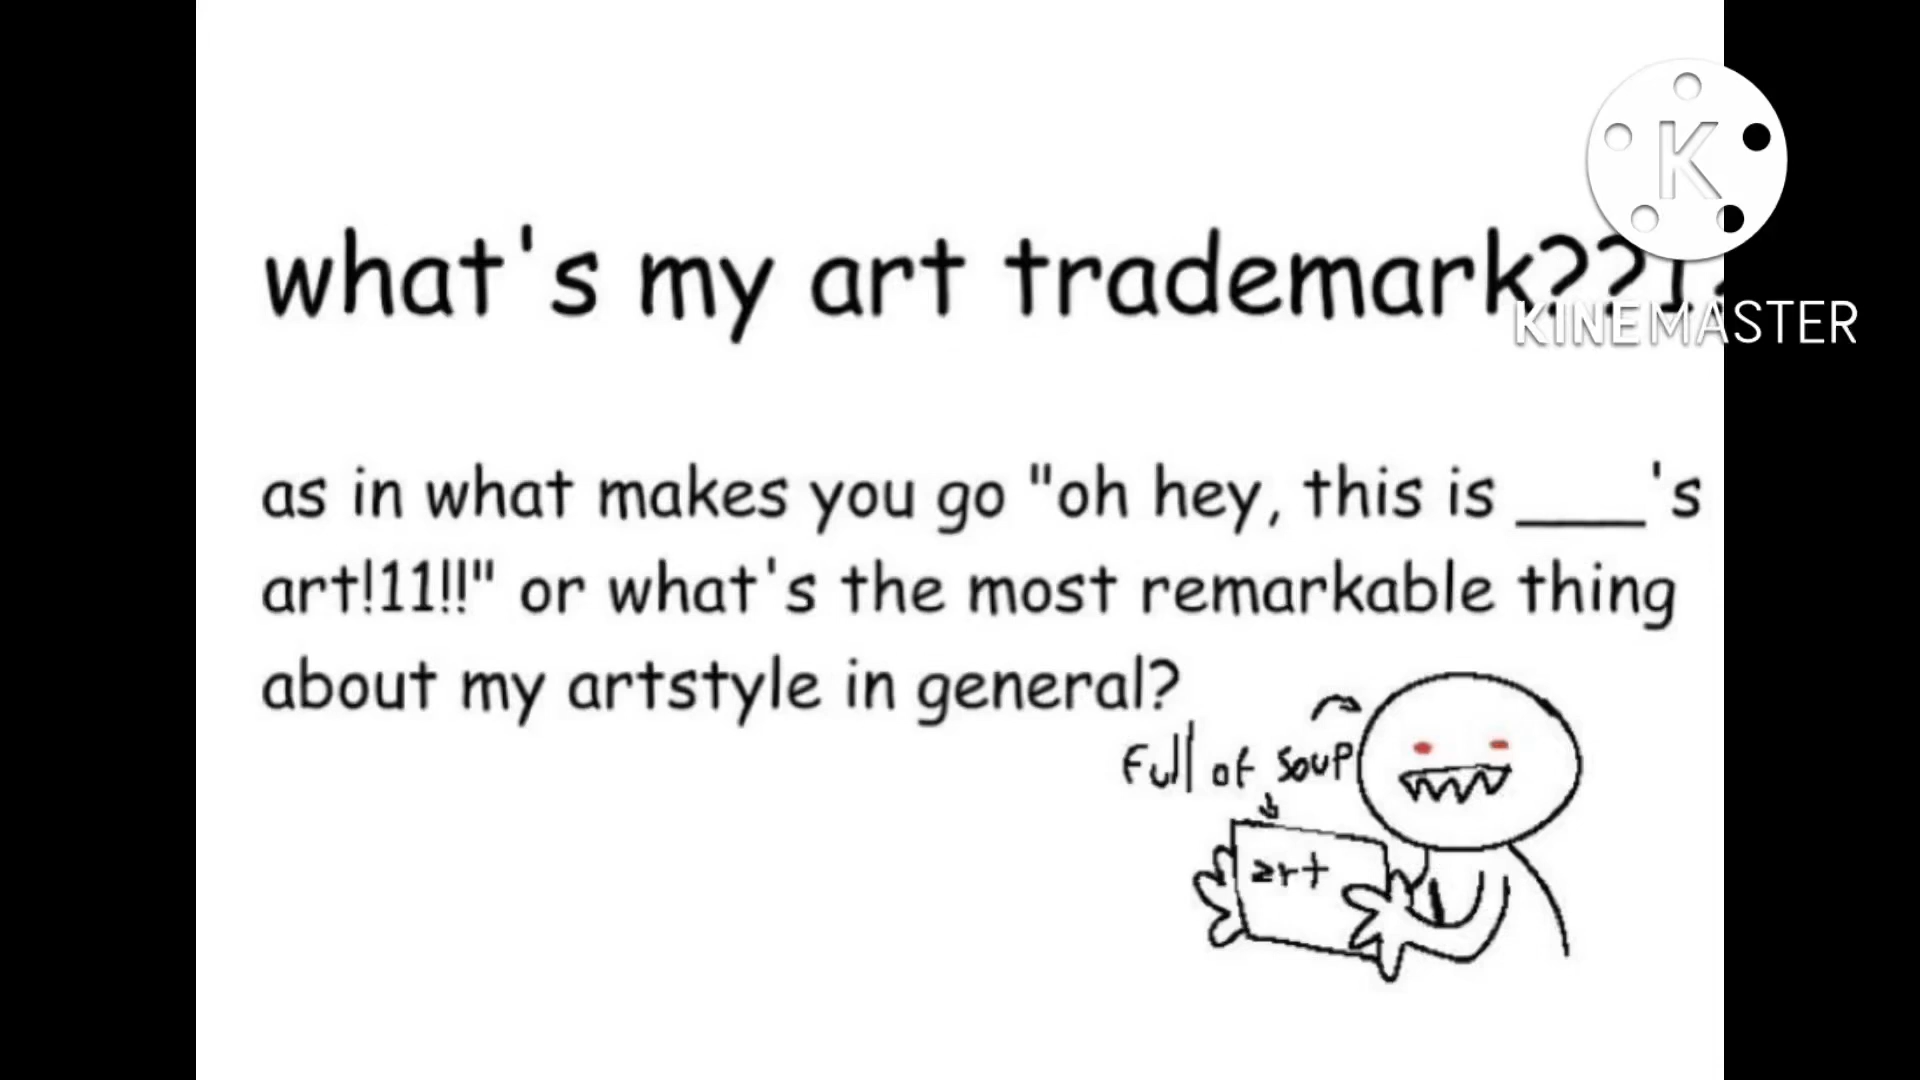 what's my art trademark??!?
KINEMASTER
as in what makes you go "oh hey, this is ___'s
art!11!!" or what's the most remarkable thing
about my artstyle in general?
Full of soup
art
K